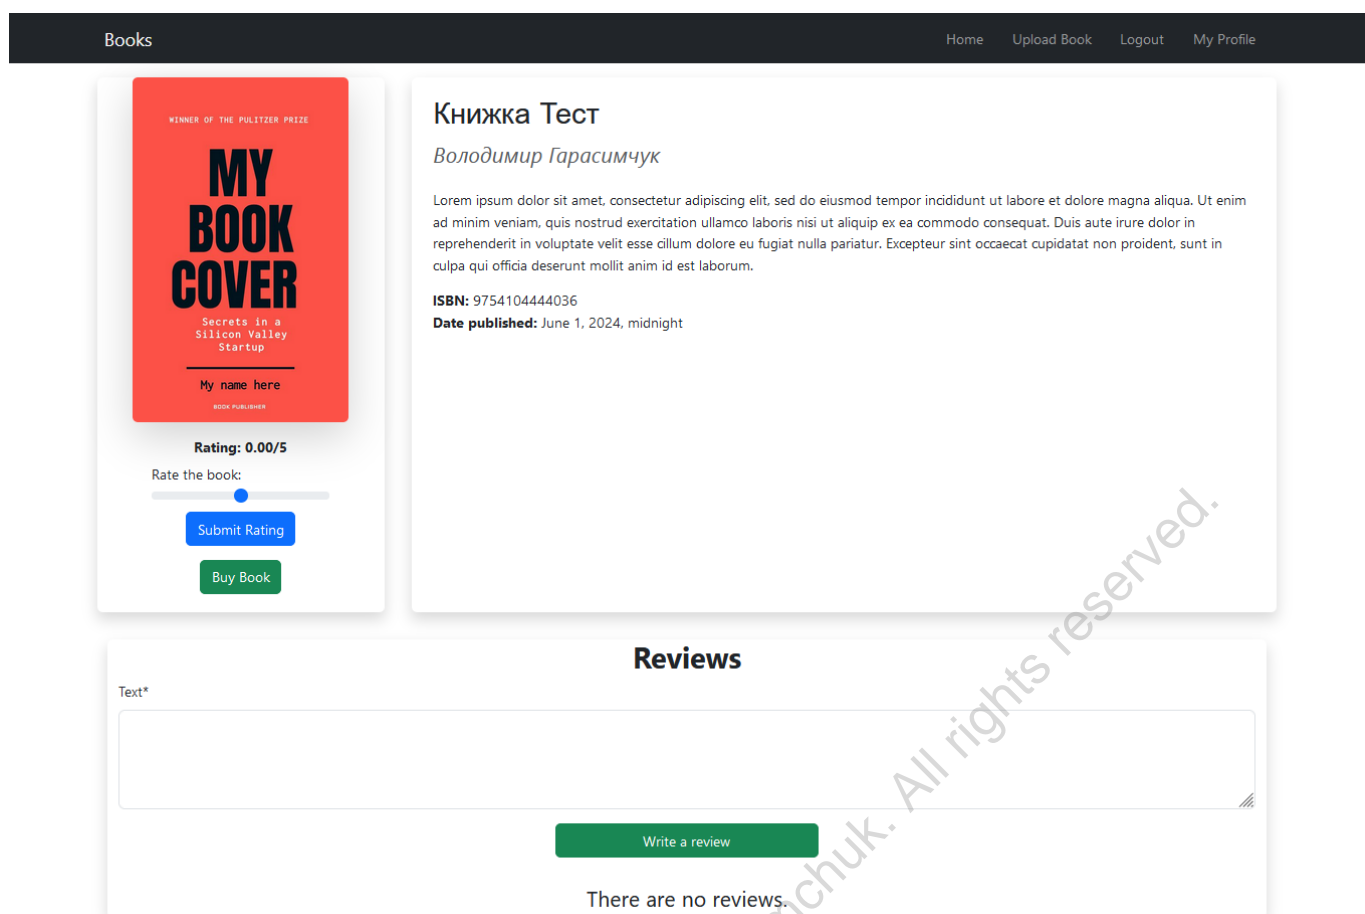 Books
Home Upload Book Logout My Profile
WINNER OF THE PULITZER PRIZE
MY
BOOK
COVER
Secrets in a
Silicon Valley
Startup
My name here
BOOK PUBLISHER
Rating: 0.00/5
Rate the book:
Submit Rating
Buy Book
Книжка Тест
Володимир Гарасимчук
Lorem ipsum dolor sit amet, consectetur adipiscing elit, sed do eiusmod tempor incididunt ut labore et dolore magna aliqua. Ut enim
ad minim veniam, quis nostrud exercitation ullamco laboris nisi ut aliquip ex ea commodo consequat. Duis aute irure dolor in
reprehenderit in voluptate velit esse cillum dolore eu fugiat nulla pariatur. Excepteur sint occaecat cupidatat non proident, sunt in
culpa qui officia deserunt mollit anim id est laborum.
ISBN: 9754104444036
Date published: June 1, 2024, midnight
Reviews
Text*
Write a review
There are no reviews.
All rights reserved.